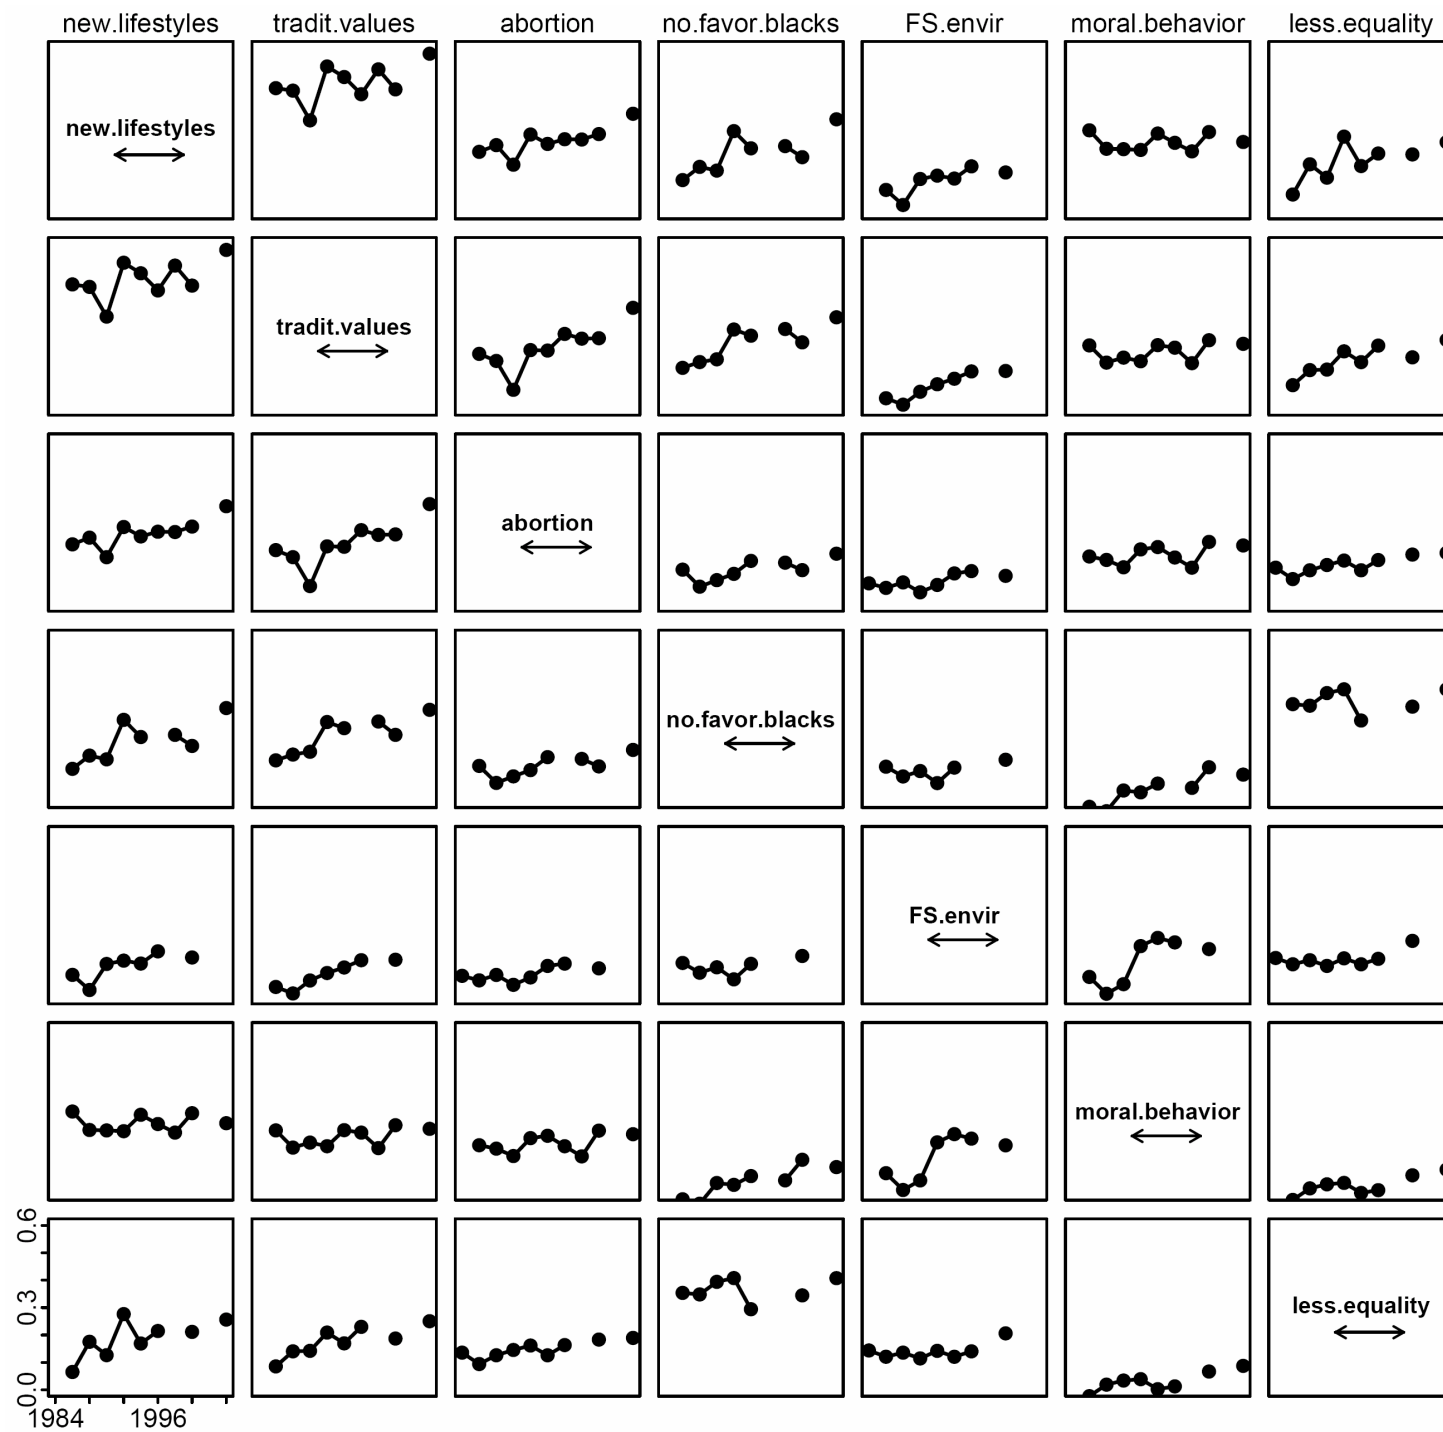 new.lifestyles tradit.values abortion no.favor.blacks FS.envir moral.behavior less.equality
new.lifestyles
tradit.values
abortion
no.favor.blacks
FS.envir
moral.behavior
less.equality
0.6
0.3
0.0
1984 1996